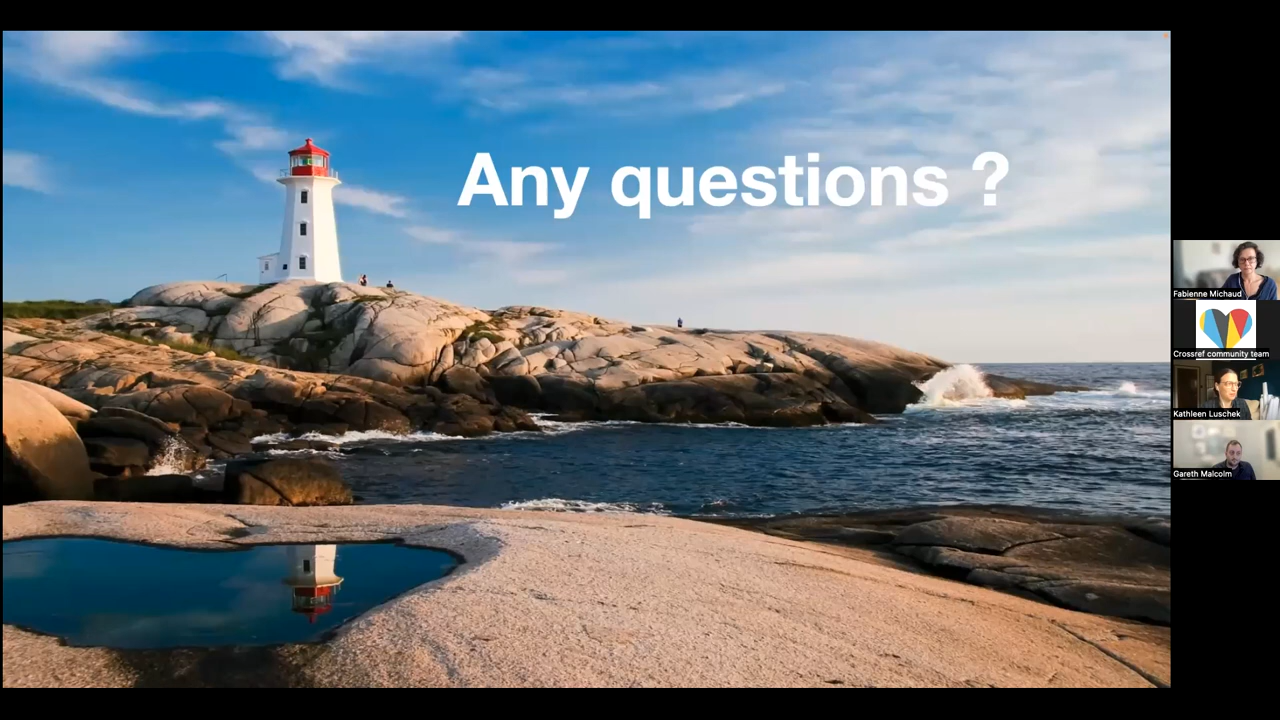 Any questions ?
Fabienne Michaud
Crossref community team
Kathleen Luschek
Gareth Malcolm